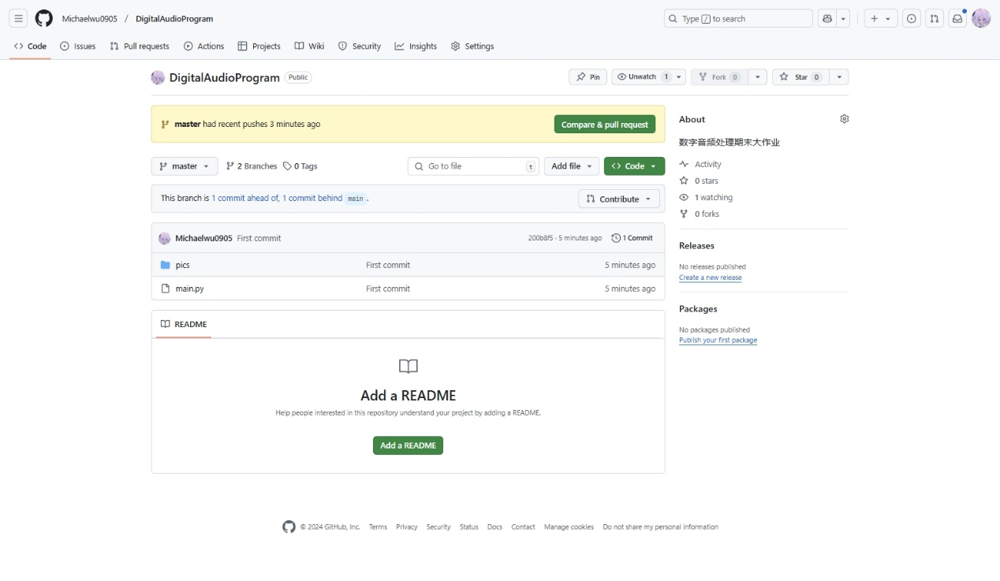 Michaelwu0905 / DigitalAudioProgram
Type / to search
Code Issues Pull requests Actions Projects Wiki Security Insights Settings
DigitalAudioProgram Public
Pin Unwatch 1 Fork 0 Star 0
master had recent pushes 3 minutes ago Compare & pull request
master 2 Branches 0 Tags Go to file t Add file Code
This branch is 1 commit ahead of, 1 commit behind main .
Contribute
Michaelwu0905 First commit 200b8f5 · 5 minutes ago 1 Commit
pics First commit 5 minutes ago
main.py First commit 5 minutes ago
README
Add a README
Help people interested in this repository understand your project by adding a README.
Add a README
About
数字音频处理期末大作业
Activity
0 stars
1 watching
0 forks
Releases
No releases published
Create a new release
Packages
No packages published
Publish your first package
© 2024 GitHub, Inc. Terms Privacy Security Status Docs Contact Manage cookies Do not share my personal information